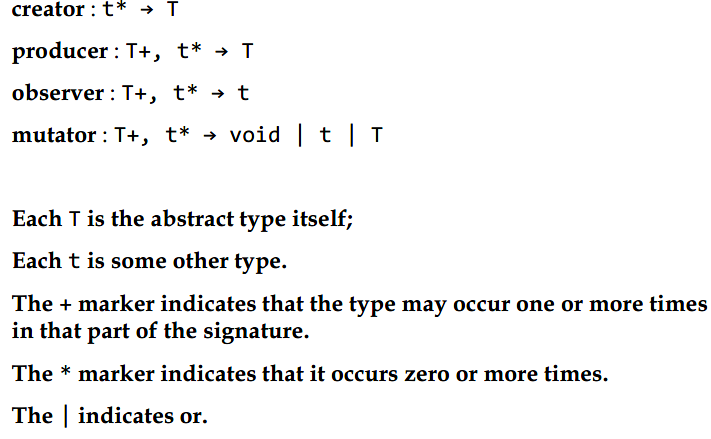 creator : t* → T
producer : T+, t* → T
observer : T+, t* → t
mutator : T+, t* → void | t | T
Each T is the abstract type itself;
Each t is some other type.
The + marker indicates that the type may occur one or more times
in that part of the signature.
The * marker indicates that it occurs zero or more times.
The | indicates or.